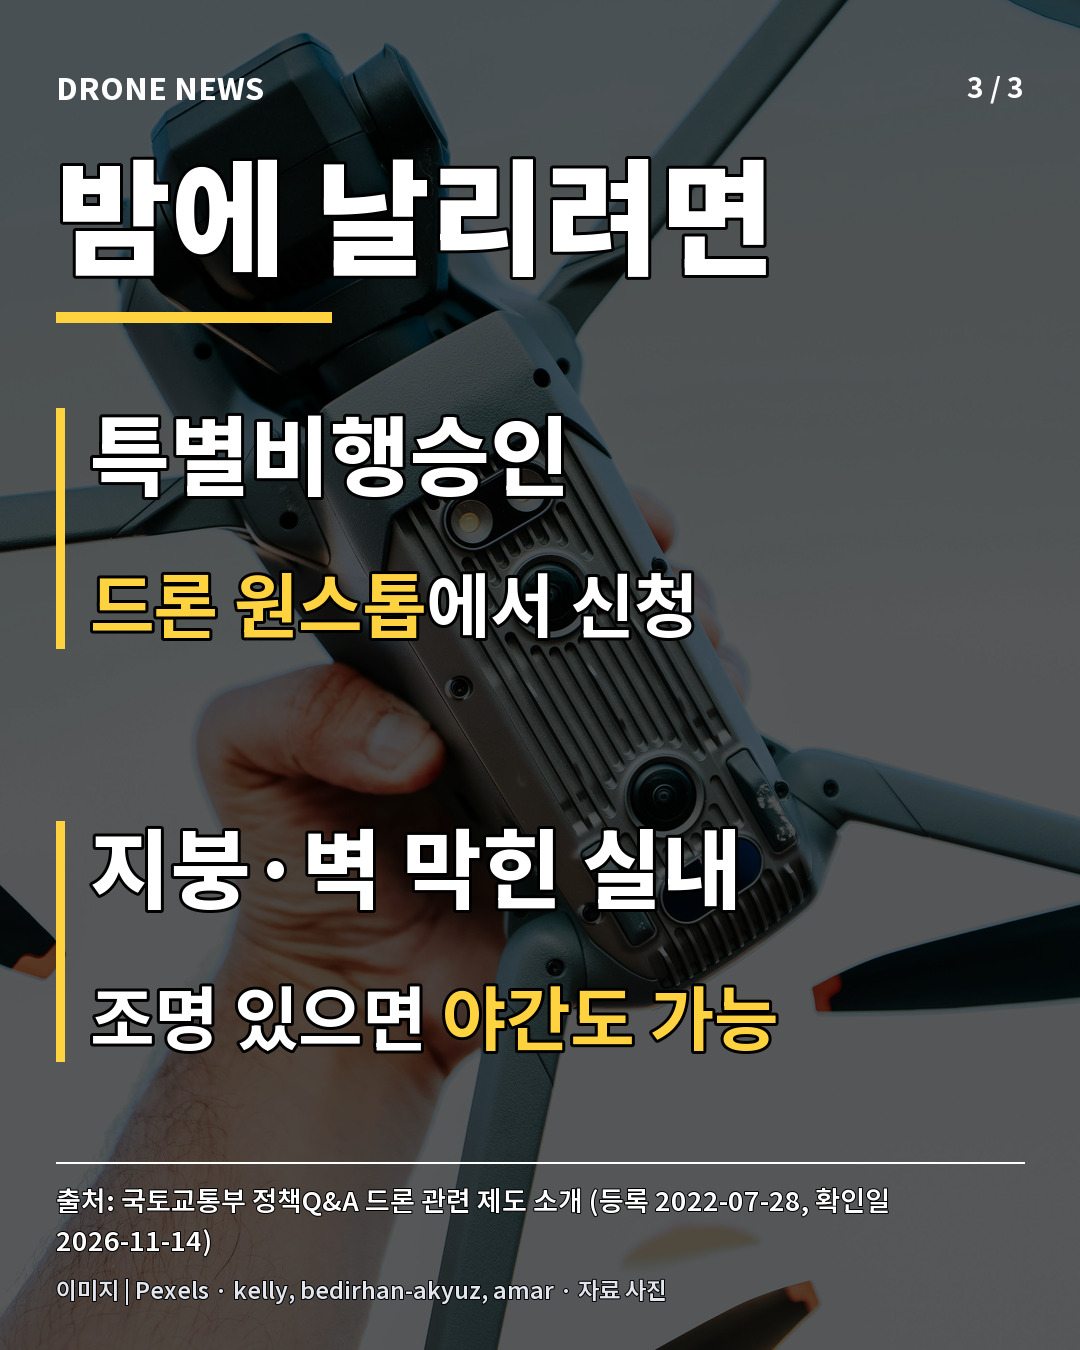 DRONE NEWS
3 / 3
밤에 날리려면
특별비행승인
드론 원스톱에서 신청
지붕·벽 막힌 실내
조명 있으면 야간도 가능
출처: 국토교통부 정책Q&A 드론 관련 제도 소개 (등록 2022-07-28, 확인일
2026-11-14)
이미지 | Pexels · kelly, bedirhan-akyuz, amar · 자료 사진